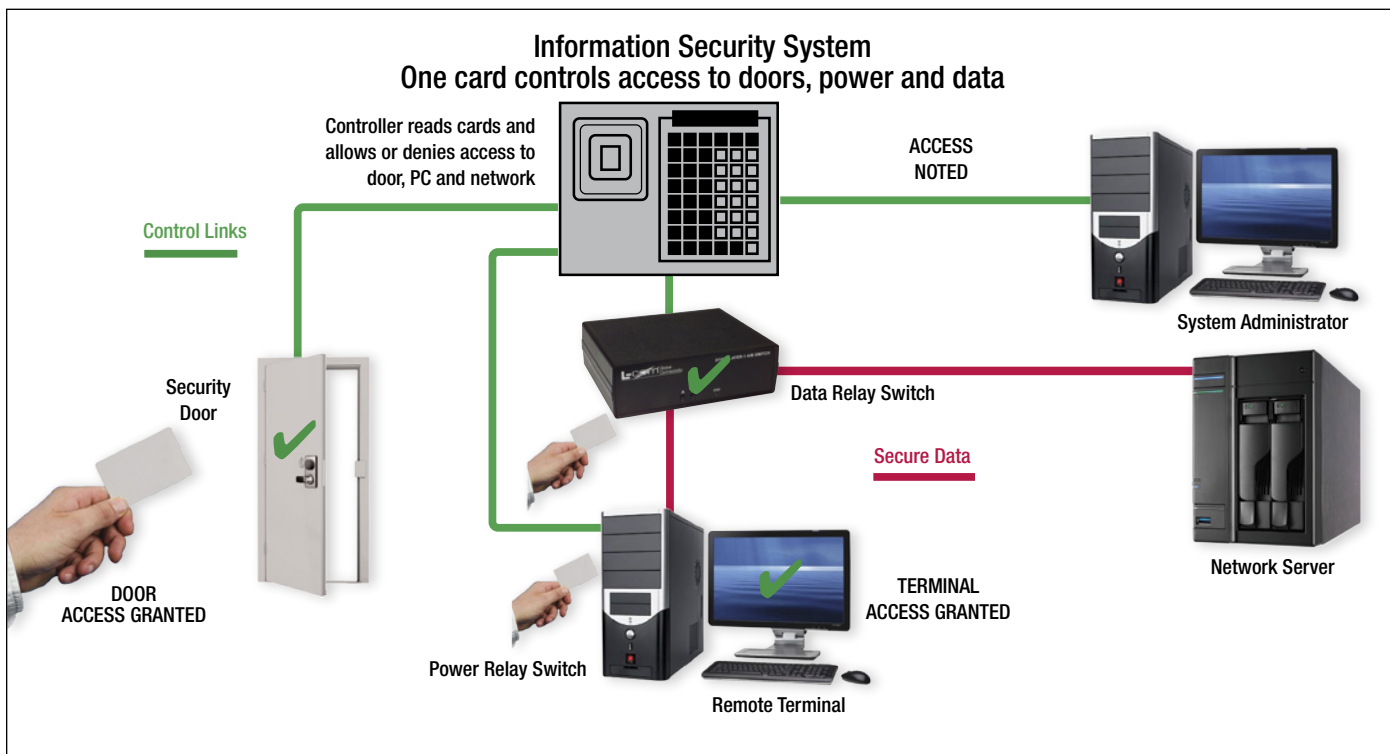 Information Security System
One card controls access to doors, power and data
Controller reads cards and
allows or denies access to
door, PC and network
ACCESS
NOTED
Control Links
System Administrator
Security
Door
L-com
Data Relay Switch
Secure Data
Network Server
DOOR
ACCESS GRANTED
TERMINAL
ACCESS GRANTED
Power Relay Switch
Remote Terminal